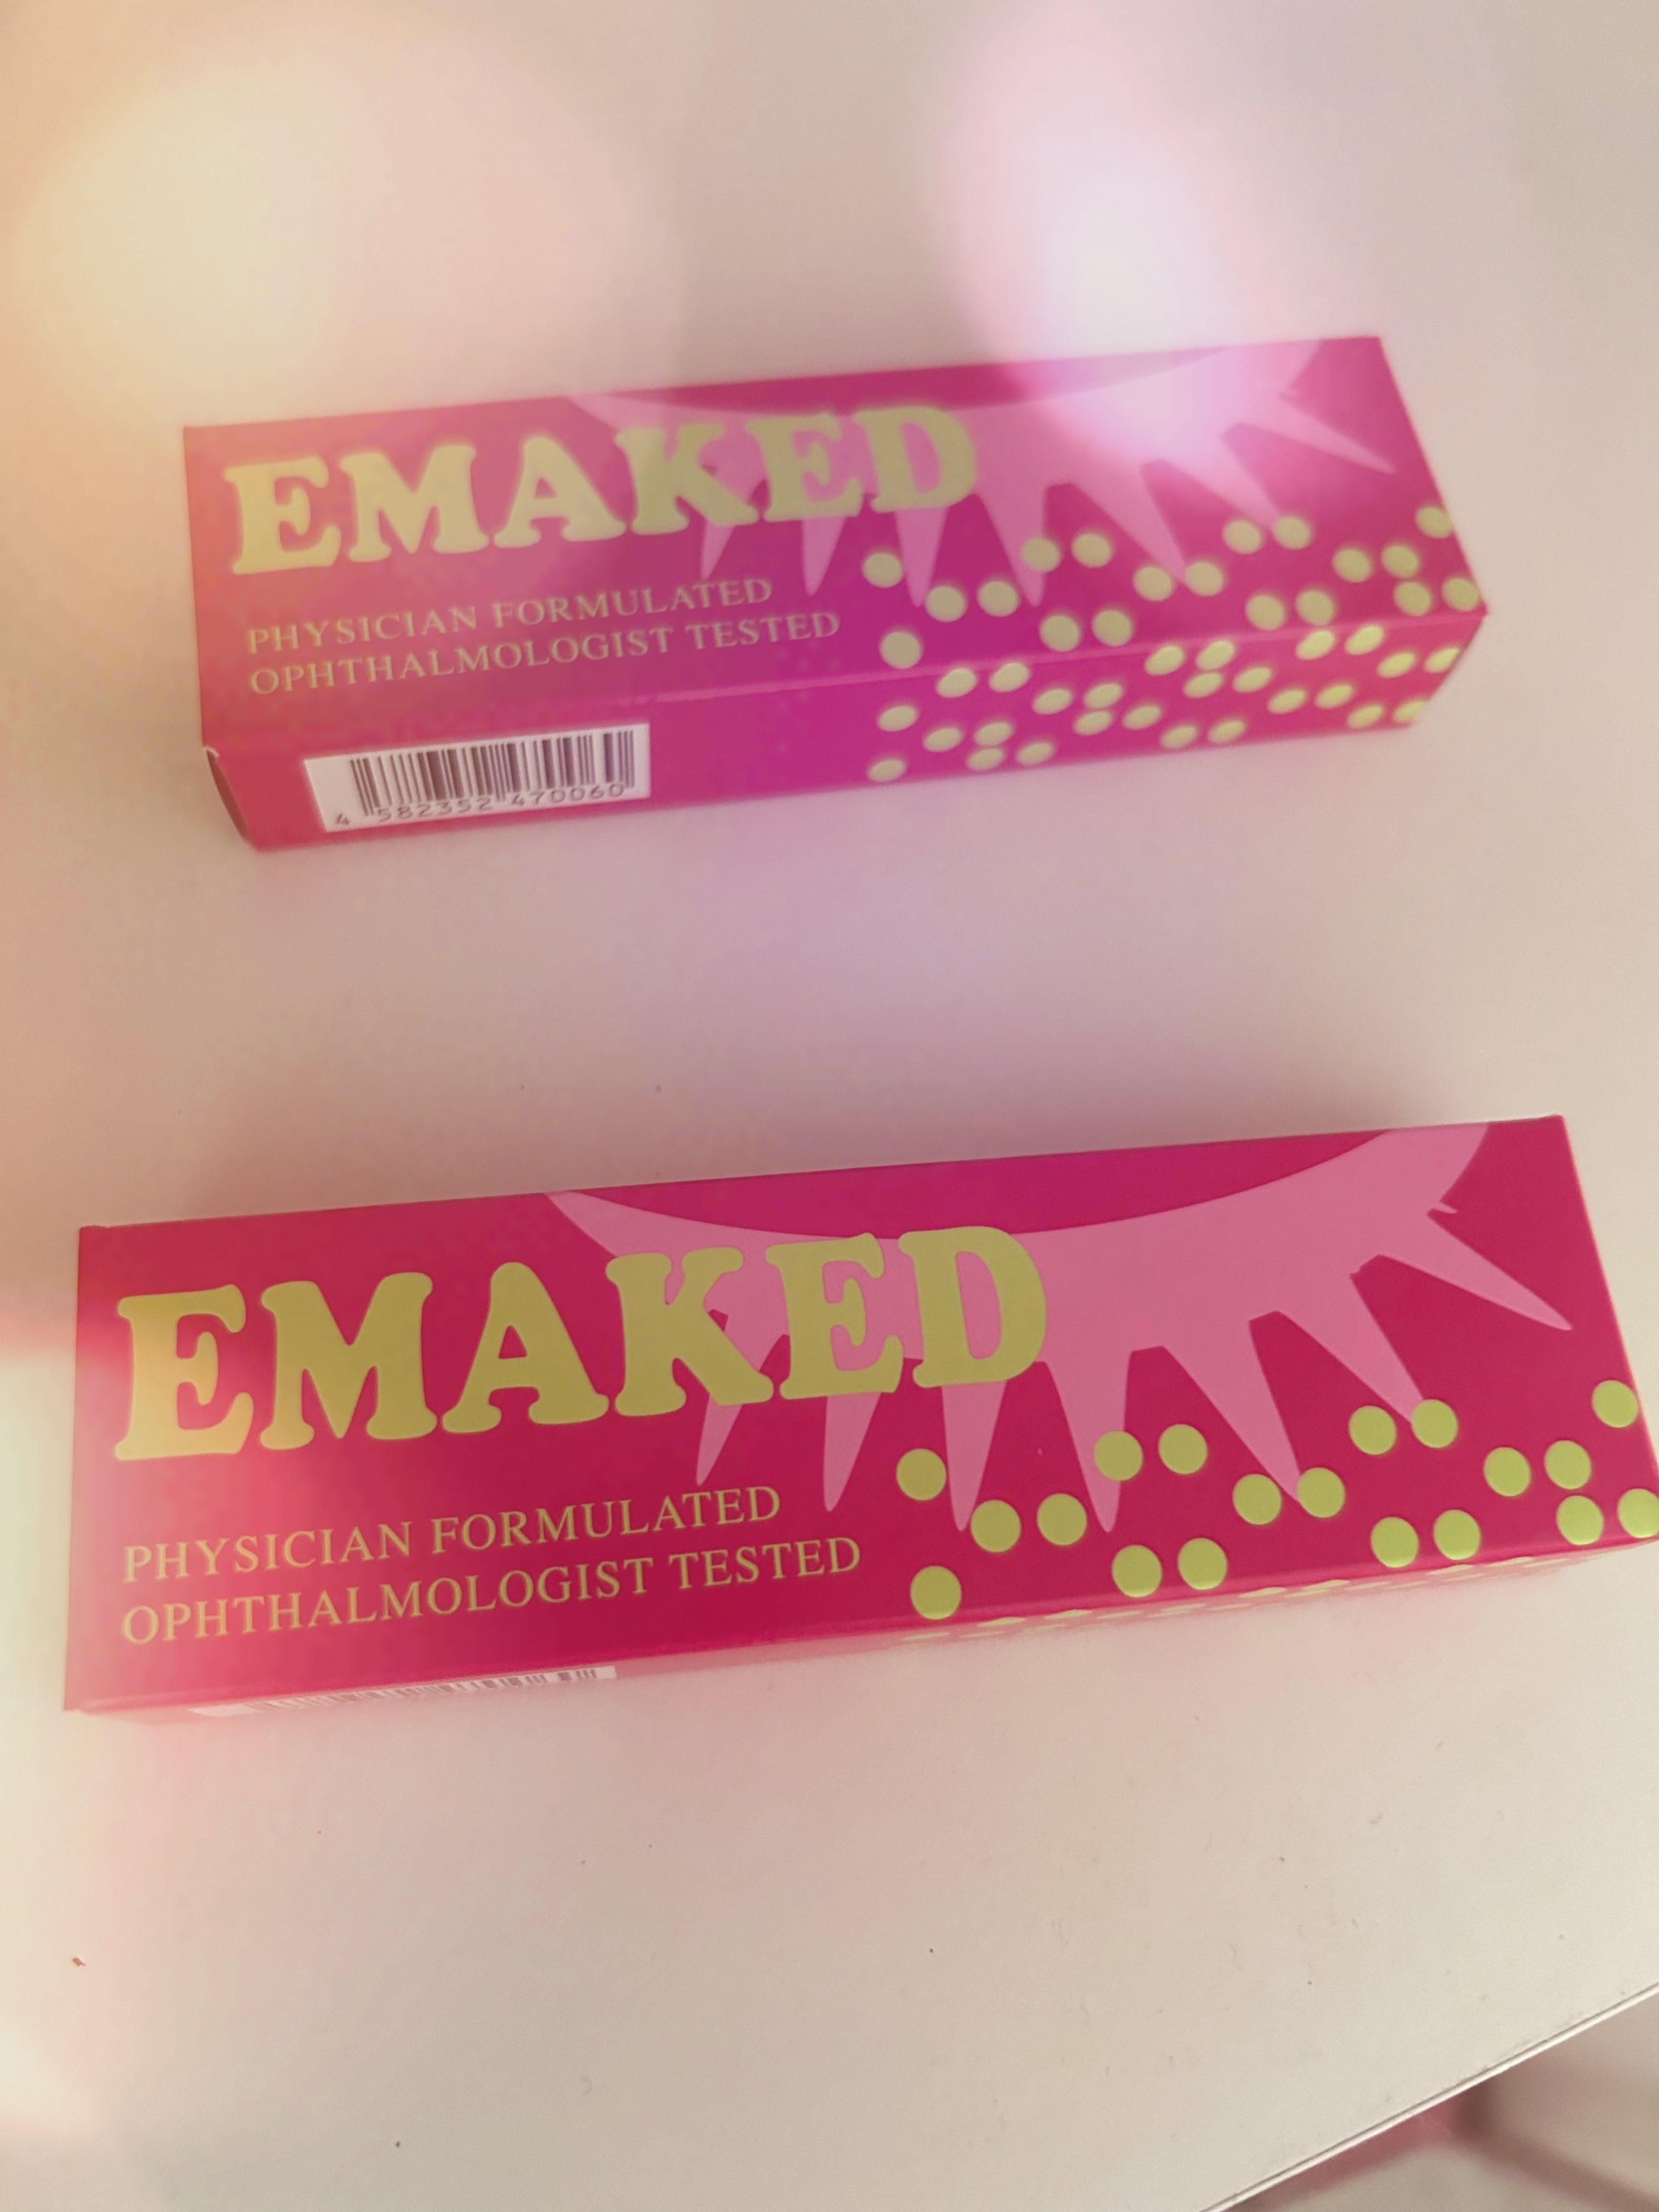 EMAKED
PHYSICIAN FORMULATED
OPHTHALMOLOGIST TESTED
4 582352 470060
EMAKED
PHYSICIAN FORMULATED
OPHTHALMOLOGIST TESTED